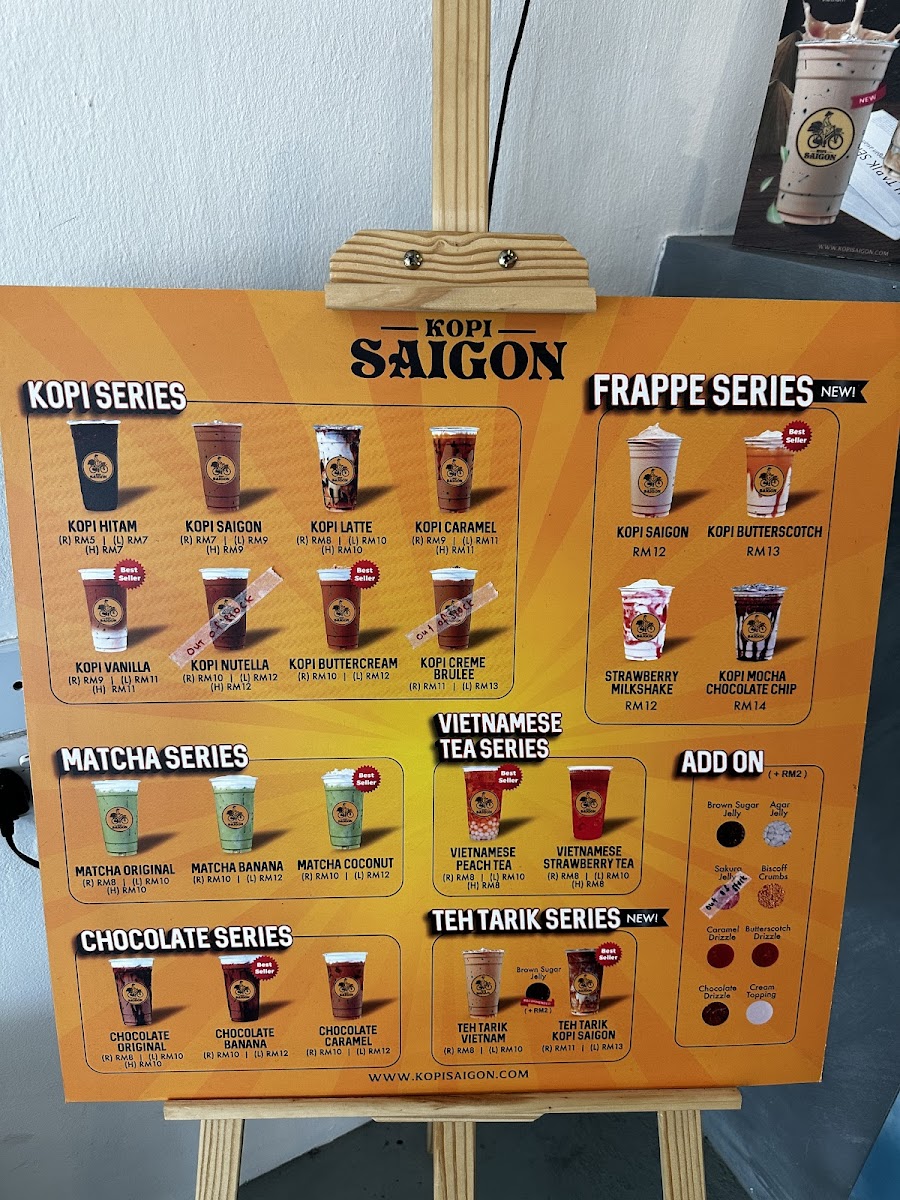 NEW
SAIGON
WWW.KOPISAIGON.COM
KOPI
SAIGON
KOPI SERIES
KOPI HITAM
(R) RM5 | (L) RM7
(H) RM7
KOPI SAIGON
(R) RM7 | (L) RM9
(H) RM9
KOPI LATTE
(R) RM8 | (L) RM10
(H) RM10
KOPI CARAMEL
(R) RM9 | (L) RM11
(H) RM11
Best
Seller
KOPI VANILLA
(R) RM9 | (L) RM11
(H) RM11
out of stock
KOPI NUTELLA
(R) RM10 | (L) RM12
(H) RM12
Best
Seller
KOPI BUTTERCREAM
(R) RM10 | (L) RM12
out of stock
KOPI CREME
BRULEE
(R) RM11 | (L) RM13
FRAPPE SERIES NEW!
KOPI SAIGON
RM12
Best
Seller
KOPI BUTTERSCOTCH
RM13
STRAWBERRY
MILKSHAKE
RM12
KOPI MOCHA
CHOCOLATE CHIP
RM14
MATCHA SERIES
MATCHA ORIGINAL
(R) RM8 | (L) RM10
(H) RM10
MATCHA BANANA
(R) RM10 | (L) RM12
Best
Seller
MATCHA COCONUT
(R) RM10 | (L) RM12
VIETNAMESE
TEA SERIES
Best
Seller
VIETNAMESE
PEACH TEA
(R) RM8 | (L) RM10
(H) RM8
VIETNAMESE
STRAWBERRY TEA
(R) RM8 | (L) RM10
(H) RM8
ADD ON (+ RM2)
Brown Sugar
Jelly
Agar
Jelly
Sakura
Jelly
out of stock
Biscoff
Crumbs
Caramel
Drizzle
Butterscotch
Drizzle
Chocolate
Drizzle
Cream
Topping
CHOCOLATE SERIES
CHOCOLATE
ORIGINAL
(R) RM8 | (L) RM10
(H) RM10
Best
Seller
CHOCOLATE
BANANA
(R) RM10 | (L) RM12
CHOCOLATE
CARAMEL
(R) RM10 | (L) RM12
TEH TARIK SERIES NEW!
TEH TARIK
VIETNAM
(R) RM8 | (L) RM10
Brown Sugar
Jelly
(+ RM2)
Best
Seller
TEH TARIK
KOPI SAIGON
(R) RM11 | (L) RM13
WWW.KOPISAIGON.COM